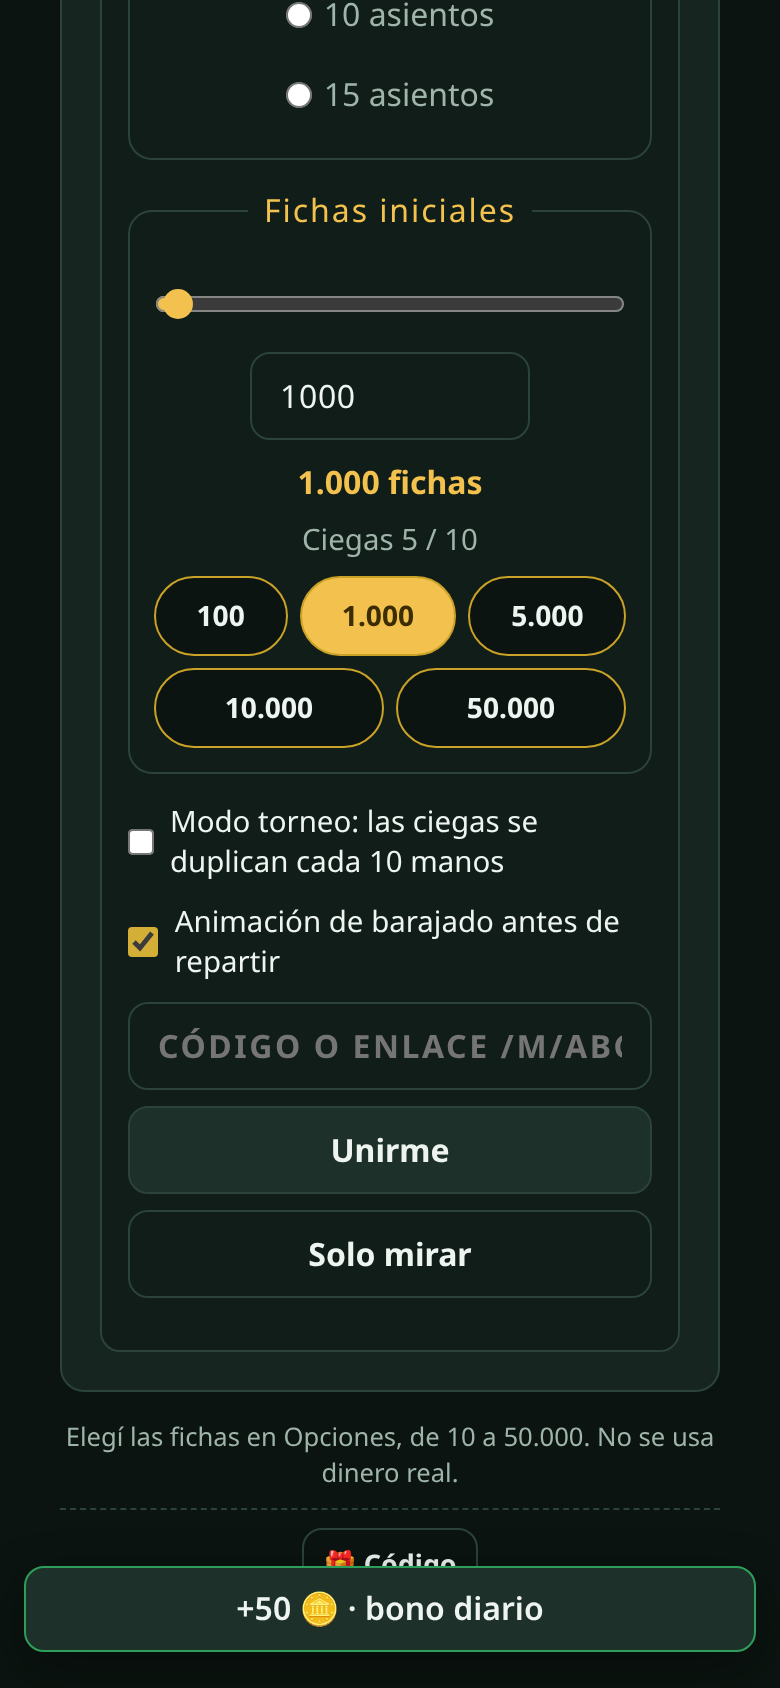 10 asientos
15 asientos
Fichas iniciales
1000
1.000 fichas
Ciegas 5 / 10
100
1.000
5.000
10.000
50.000
Modo torneo: las ciegas se
duplican cada 10 manos
Animación de barajado antes de
repartir
CÓDIGO O ENLACE /M/AB
Unirme
Solo mirar
Elegí las fichas en Opciones, de 10 a 50.000. No se usa
dinero real.
🎁 Código
+50 🪙 · bono diario